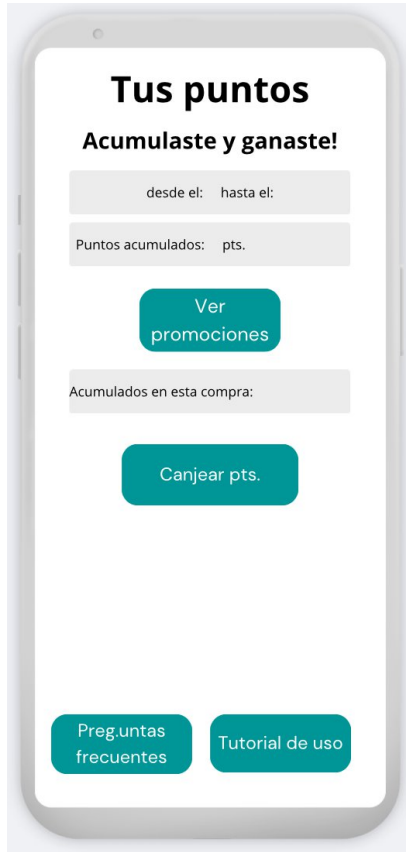 Tus puntos
Acumulaste y ganaste!
desde el: hasta el:
Puntos acumulados: pts.
Ver
promociones
Acumulados en esta compra:
Canjear pts.
Preg.untas
frecuentes
Tutorial de uso